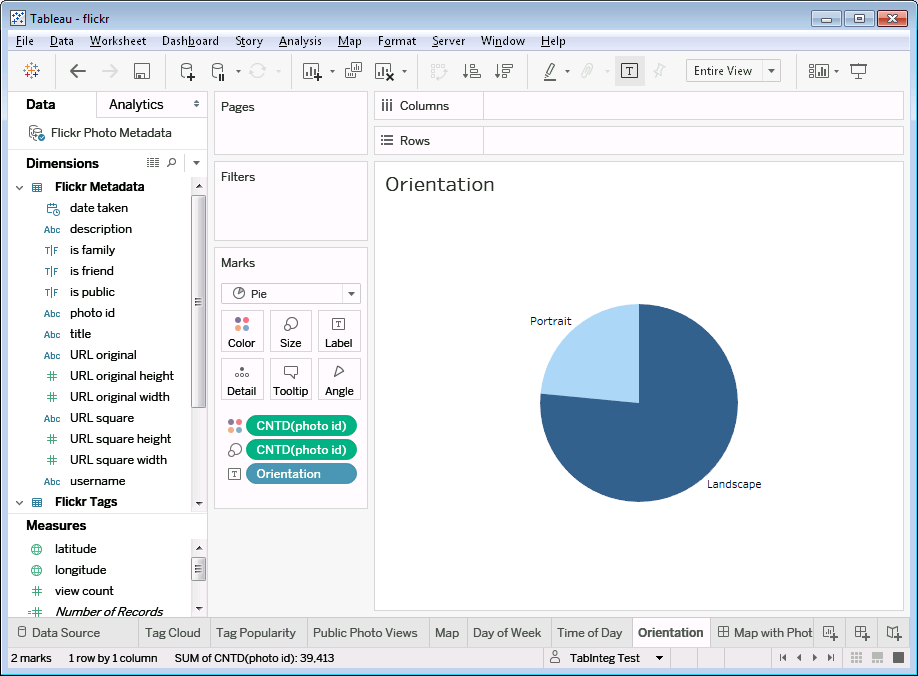 Tableau - flickr
File Data Worksheet Dashboard Story Analysis Map Format Server Window Help
T Entire View
Data Analytics
Flickr Photo Metadata
Dimensions
Flickr Metadata
date taken
Abc description
T|F is family
T|F is friend
T|F is public
Abc photo id
Abc title
Abc URL original
# URL original height
# URL original width
Abc URL square
# URL square height
# URL square width
Abc username
Flickr Tags
Measures
latitude
longitude
# view count
=# Number of Records
Pages
Filters
Marks
Pie
Color Size T Label
Detail Tooltip Angle
CNTD(photo id)
CNTD(photo id)
T Orientation
Columns
Rows
Orientation
Portrait
Landscape
Data Source Tag Cloud Tag Popularity Public Photo Views Map Day of Week Time of Day Orientation Map with Phot
2 marks 1 row by 1 column SUM of CNTD(photo id): 39,413 TabInteg Test